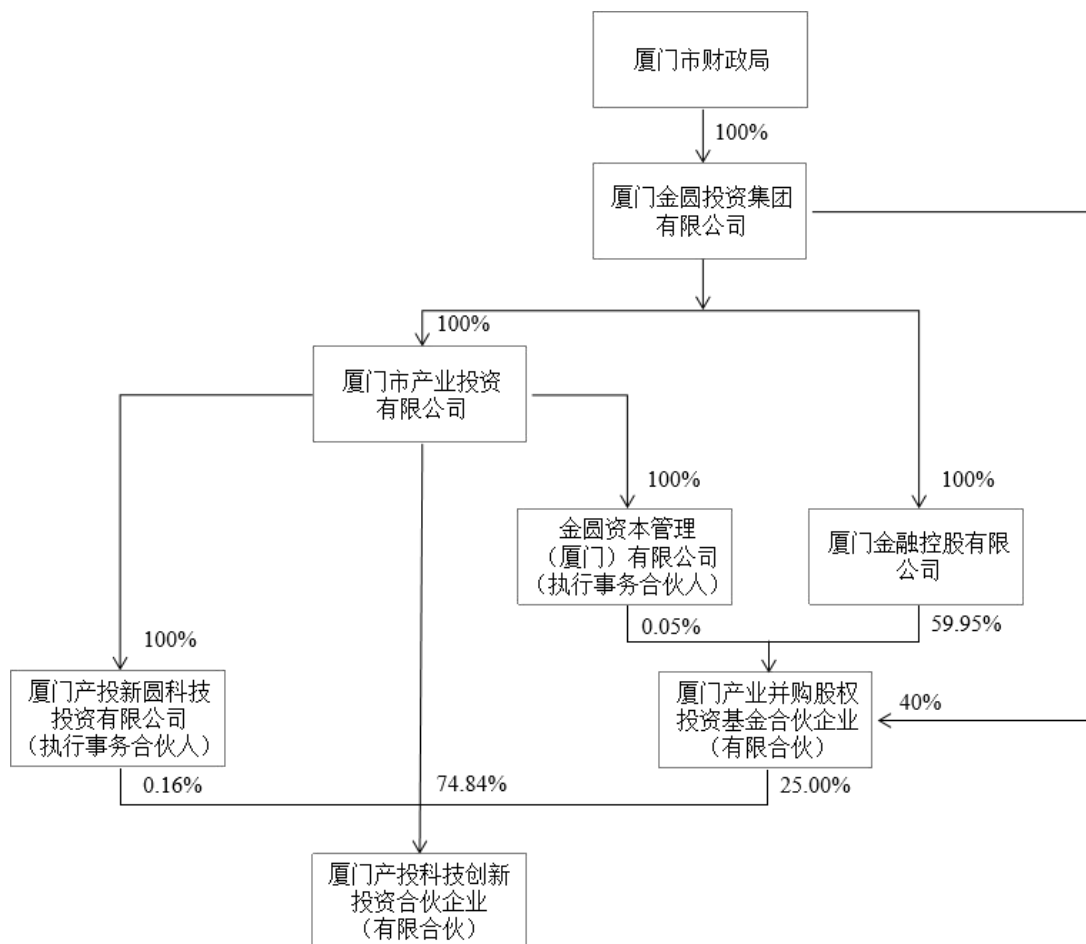 厦门市财政局
100%
厦门金圆投资集团
有限公司
100%
厦门市产业投资
有限公司
100%
100%
100%
金圆资本管理
（厦门）有限公司
（执行事务合伙人）
厦门金融控股有限
公司
0.05%
59.95%
厦门产投新圆科技
投资有限公司
（执行事务合伙人）
厦门产业并购股权
投资基金合伙企业
（有限合伙）
40%
0.16%
74.84%
25.00%
厦门产投科技创新
投资合伙企业
（有限合伙）